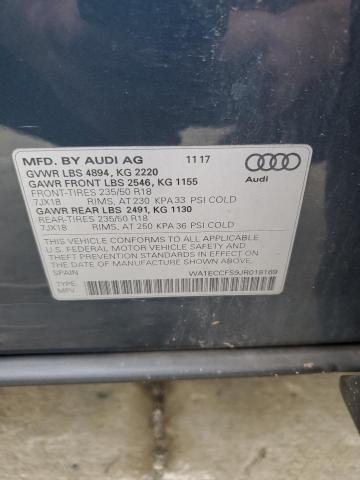 MFD. BY AUDI AG 11 17
GVWR LBS 4894, KG 2220
GAWR FRONT LBS 2546, KG 1155
FRONT-TIRES 235/50 R18
7JX18 RIMS, AT 230 KPA 33 PSI COLD
GAWR REAR LBS 2491, KG 1130
REAR-TIRES 235/50 R18
7JX18 RIMS, AT 250 KPA 36 PSI COLD
THIS VEHICLE CONFORMS TO ALL APPLICABLE
U.S. FEDERAL MOTOR VEHICLE SAFETY, BUMPER
AND THEFT PREVENTION STANDARDS IN EFFECT ON THE
DATE OF MANUFACTURE SHOWN ABOVE.
SPAIN WA1ECCFS9JR018169
TYPE:
MPV
Audi